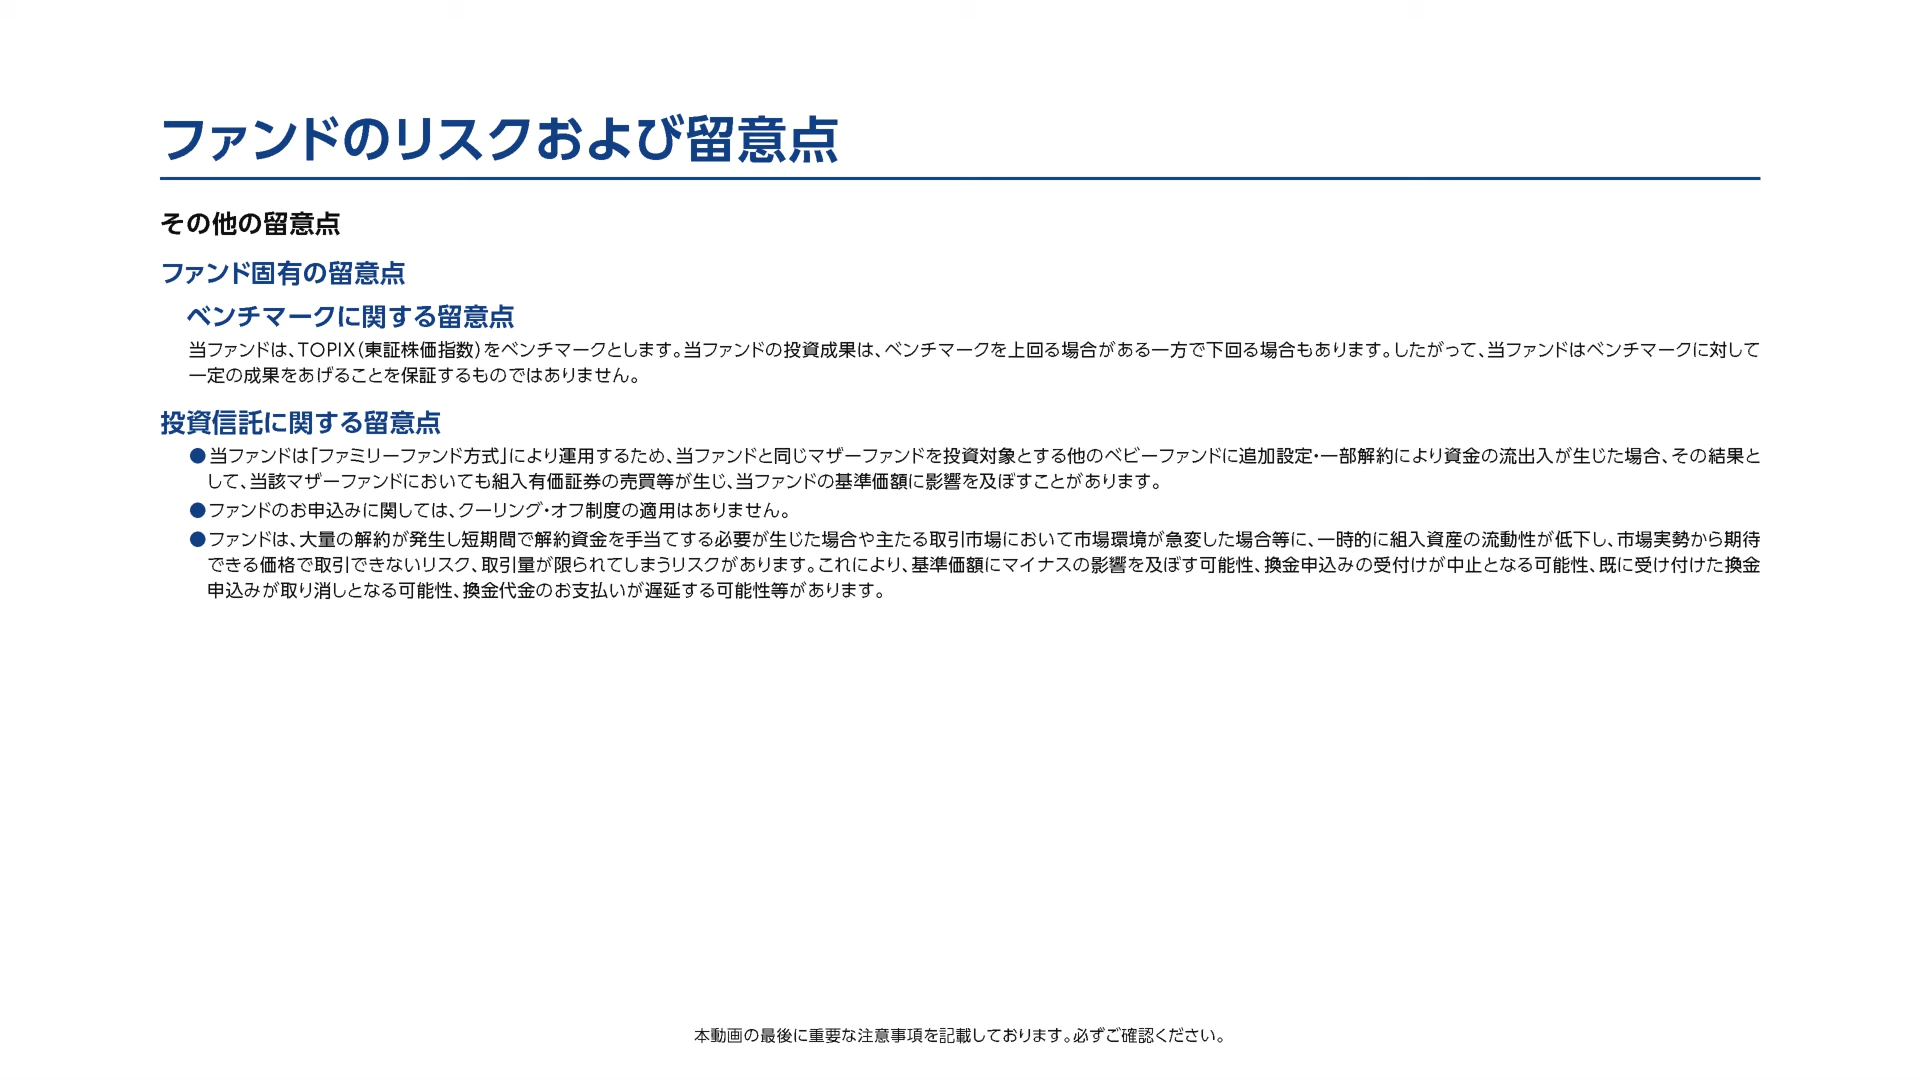 ファンドのリスクおよび留意点
その他の留意点
ファンド固有の留意点
ベンチマークに関する留意点
当ファンドは、TOPIX（東証株価指数）をベンチマークとします。当ファンドの投資成果は、ベンチマークを上回る場合がある一方で下回る場合もあります。したがって、当ファンドはベンチマークに対して
一定の成果をあげることを保証するものではありません。
投資信託に関する留意点
●当ファンドは「ファミリーファンド方式」により運用するため、当ファンドと同じマザーファンドを投資対象とする他のベビーファンドに追加設定・一部解約により資金の流出入が生じた場合、その結果と
して、当該マザーファンドにおいても組入有価証券の売買等が生じ、当ファンドの基準価額に影響を及ぼすことがあります。
●ファンドのお申込みに関しては、クーリング・オフ制度の適用はありません。
●ファンドは、大量の解約が発生し短期間で解約資金を手当てする必要が生じた場合や主たる取引市場において市場環境が急変した場合等に、一時的に組入資産の流動性が低下し、市場実勢から期待
できる価格で取引できないリスク、取引量が限られてしまうリスクがあります。これにより、基準価額にマイナスの影響を及ぼす可能性、換金申込みの受付けが中止となる可能性、既に受け付けた換金
申込みが取り消しとなる可能性、換金代金のお支払いが遅延する可能性等があります。
本動画の最後に重要な注意事項を記載しております。必ずご確認ください。